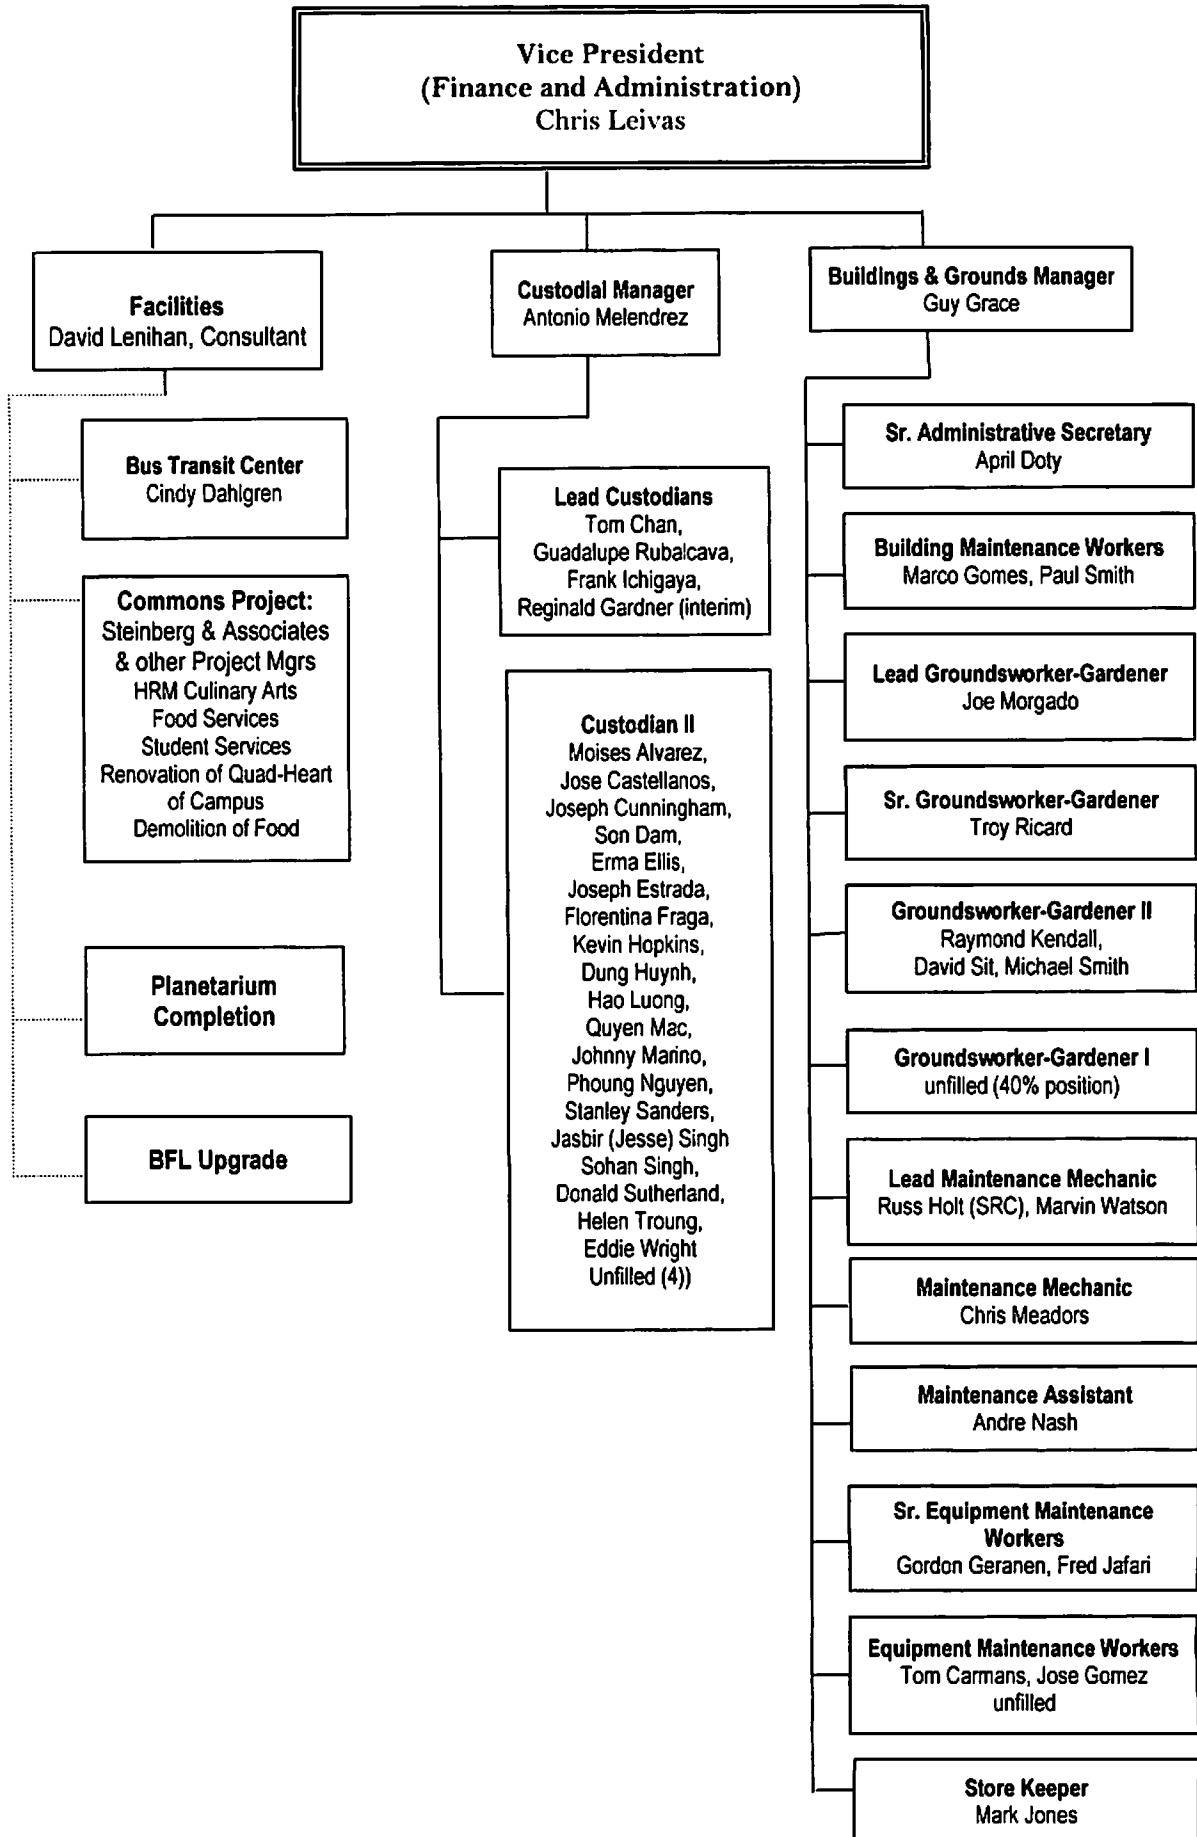 Vice President
(Finance and Administration)
Chris Leivas
Facilities
David Lenihan, Consultant
Bus Transit Center
Cindy Dahlgren
Commons Project:
Steinberg & Associates
& other Project Mgrs
HRM Culinary Arts
Food Services
Student Services
Renovation of Quad-Heart
of Campus
Demolition of Food
Planetarium
Completion
BFL Upgrade
Custodial Manager
Antonio Melendrez
Lead Custodians
Tom Chan,
Guadalupe Rubalcava,
Frank Ichigaya,
Reginald Gardner (interim)
Custodian II
Moises Alvarez,
Jose Castellanos,
Joseph Cunningham,
Son Dam,
Erma Ellis,
Joseph Estrada,
Florentina Fraga,
Kevin Hopkins,
Dung Huynh,
Hao Luong,
Quyen Mac,
Johnny Marino,
Phoung Nguyen,
Stanley Sanders,
Jasbir (Jesse) Singh
Sohan Singh,
Donald Sutherland,
Helen Troung,
Eddie Wright
Unfilled (4))
Buildings & Grounds Manager
Guy Grace
Sr. Administrative Secretary
April Doty
Building Maintenance Workers
Marco Gomes, Paul Smith
Lead Groundsworker-Gardener
Joe Morgado
Sr. Groundsworker-Gardener
Troy Ricard
Groundsworker-Gardener II
Raymond Kendall,
David Sit, Michael Smith
Groundsworker-Gardener I
unfilled (40% position)
Lead Maintenance Mechanic
Russ Holt (SRC), Marvin Watson
Maintenance Mechanic
Chris Meadors
Maintenance Assistant
Andre Nash
Sr. Equipment Maintenance
Workers
Gordon Geranen, Fred Jafari
Equipment Maintenance Workers
Tom Carmans, Jose Gomez
unfilled
Store Keeper
Mark Jones